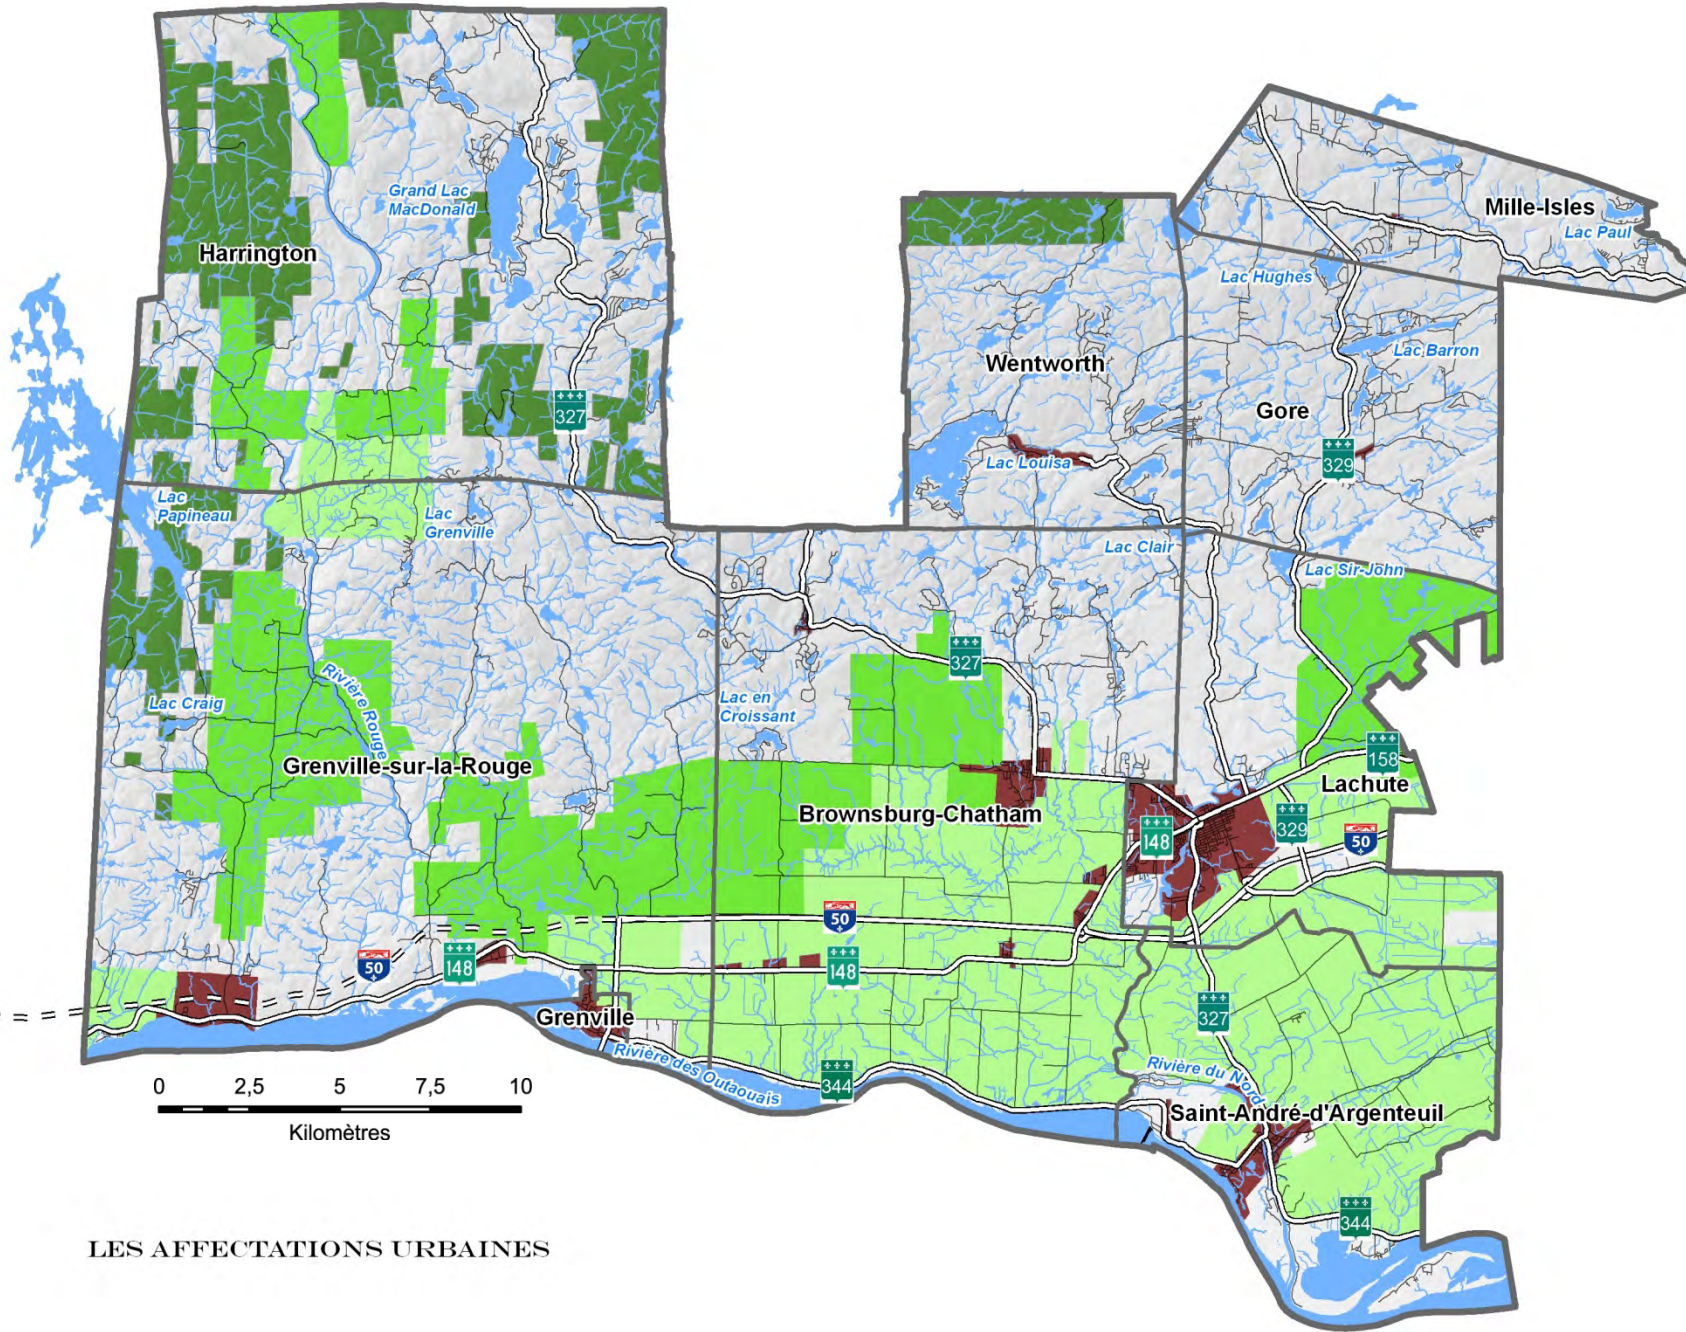 Grand Lac
MacDonald
Harrington
Mille-Isles
Lac Paul
Lac Hughes
Lac Barron
Wentworth
Gore
327
329
Lac Louisa
Lac
Papineau
Lac
Grenville
Lac Clair
Lac Sir-John
327
Rivière Rouge
Lac Craig
Lac en
Croissant
158
Grenville-sur-la-Rouge
Lachute
Brownsburg-Chatham
148
329
50
50
50
148
148
Grenville
327
Rivière des Outaouais
344
Rivière du Nord
Saint-André-d'Argenteuil
344
0 2,5 5 7,5 10
Kilomètres
LES AFFECTATIONS URBAINES